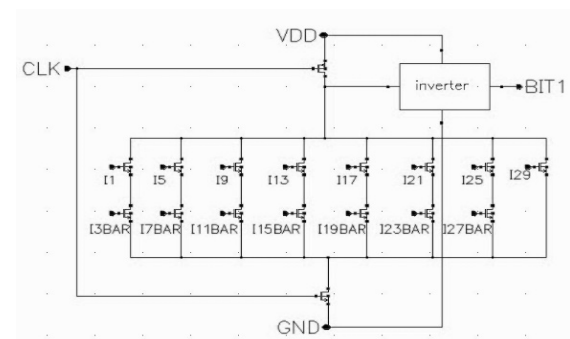 VDD
CLK
inverter
BIT1
I1 I5 I9 I13 I17 I21 I25 I29
I3BAR I7BAR I11BAR I15BAR I19BAR I23BAR I27BAR
GND